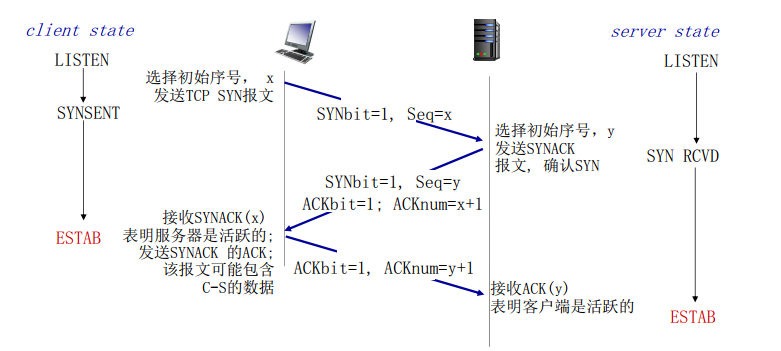 client state
server state
LISTEN
LISTEN
选择初始序号， x
发送TCP SYN报文
SYNSENT
SYNbit=1, Seq=x
选择初始序号，y
发送SYNACK
报文, 确认SYN
SYN RCVD
SYNbit=1, Seq=y
ACKbit=1; ACKnum=x+1
接收SYNACK(x)
表明服务器是活跃的;
发送SYNACK 的ACK;
该报文可能包含
C-S的数据
ESTAB
ACKbit=1, ACKnum=y+1
接收ACK(y)
表明客户端是活跃的
ESTAB